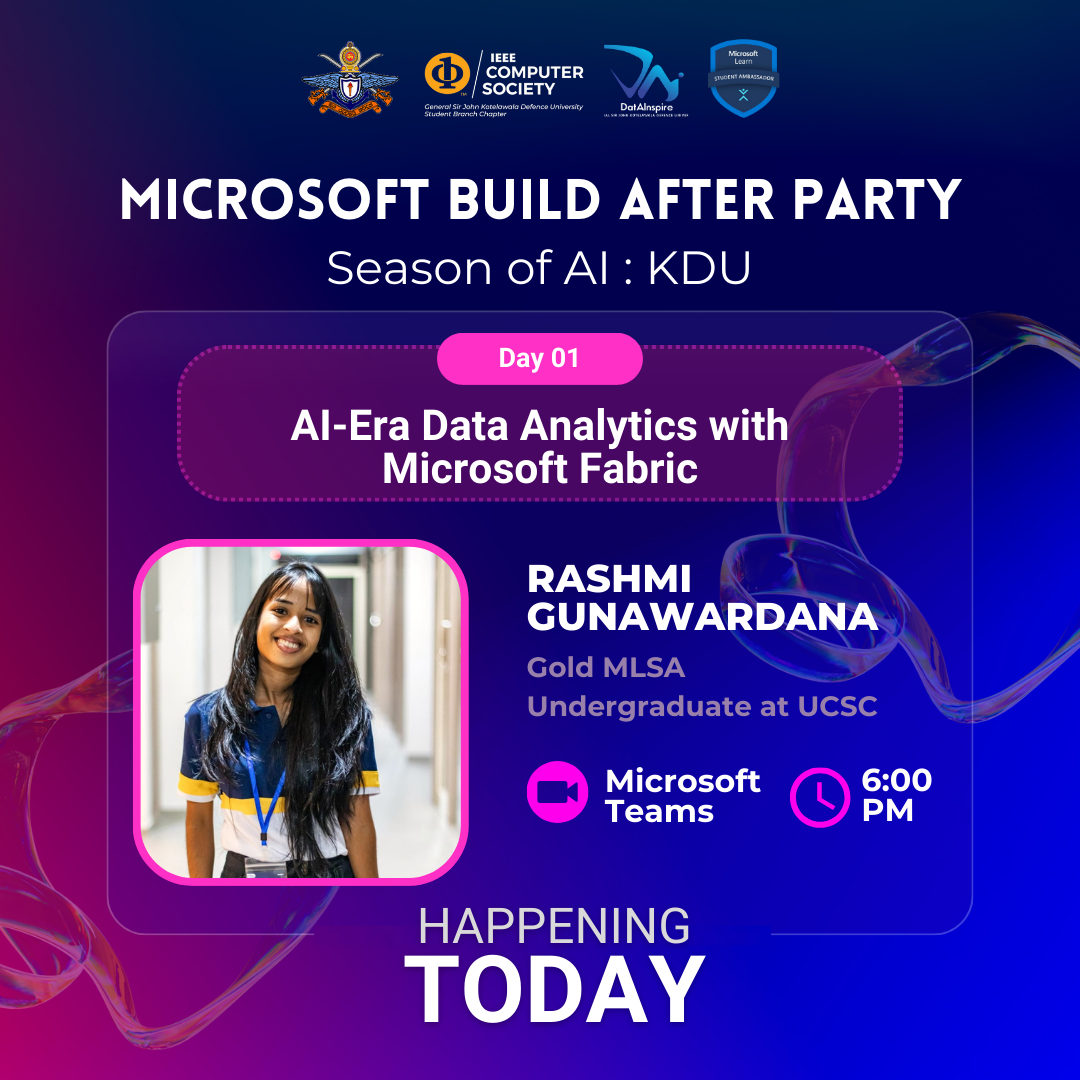 IEEE
COMPUTER
SOCIETY
General Sir John Kotelawala Defence University
Student Branch Chapter
DatAInspire
Microsoft
Learn
STUDENT AMBASSADOR
MICROSOFT BUILD AFTER PARTY
Season of AI : KDU
Day 01
AI-Era Data Analytics with
Microsoft Fabric
RASHMI
GUNAWARDANA
Gold MLSA
Undergraduate at UCSC
Microsoft
Teams
6:00
PM
HAPPENING
TODAY